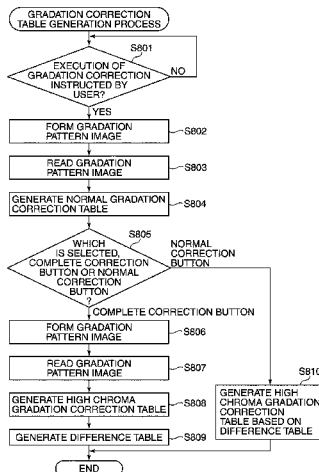 GRADATION CORRECTION
TABLE GENERATION PROCESS
S801
EXECUTION OF
GRADATION CORRECTION
INSTRUCTED BY
USER?
NO
YES
FORM GRADATION
PATTERN IMAGE
S802
READ GRADATION
PATTERN IMAGE
S803
GENERATE NORMAL GRADATION
CORRECTION TABLE
S804
S805
WHICH
IS SELECTED,
COMPLETE CORRECTION
BUTTON OR NORMAL
CORRECTION
BUTTON
?
NORMAL
CORRECTION
BUTTON
COMPLETE CORRECTION BUTTON
FORM GRADATION
PATTERN IMAGE
S806
READ GRADATION
PATTERN IMAGE
S807
GENERATE HIGH CHROMA
GRADATION CORRECTION TABLE
S808
GENERATE DIFFERENCE TABLE
S809
S810
GENERATE HIGH
CHROMA GRADATION
CORRECTION
TABLE BASED ON
DIFFERENCE TABLE
END